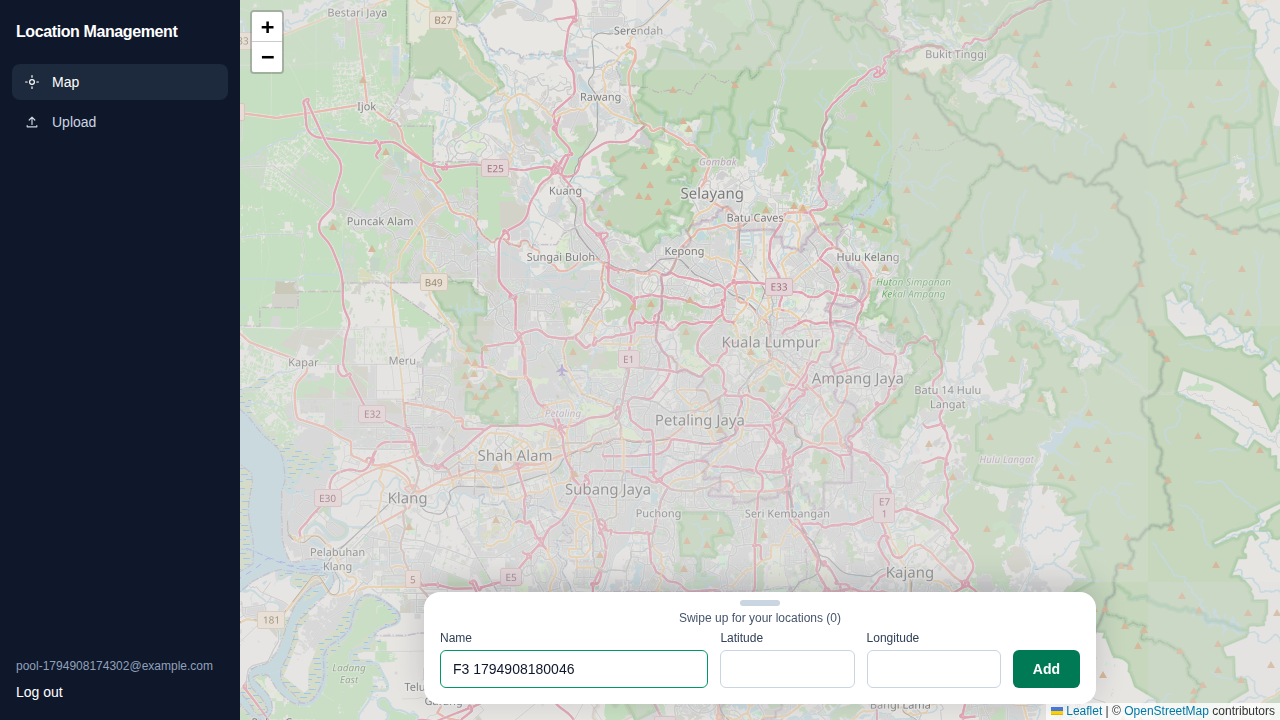 Location Management
Map
Upload
pool-1794908174302@example.com
Log out
+
−
Bestari Jaya
B27
Serendah
Bukit Tinggi
Rawang
Ijok
E25
Gombak
Kuang
Selayang
Puncak Alam
Batu Caves
Sungai Buloh
Kepong
Hulu Kelang
B49
E33
Hutan Simpanan
Kekal Ampang
Kuala Lumpur
Kapar
Meru
E1
Ampang Jaya
Batu 14 Hulu
Langat
E32
Petaling
Petaling Jaya
Shah Alam
Hulu Langat
Klang
E30
Subang Jaya
E7
1
Puchong
Seri Kembangan
Pelabuhan
Klang
5
E5
Kajang
181
Ladang
East
Swipe up for your locations (0)
Name
Latitude
Longitude
F3 1794908180046
Add
Leaflet | © OpenStreetMap contributors